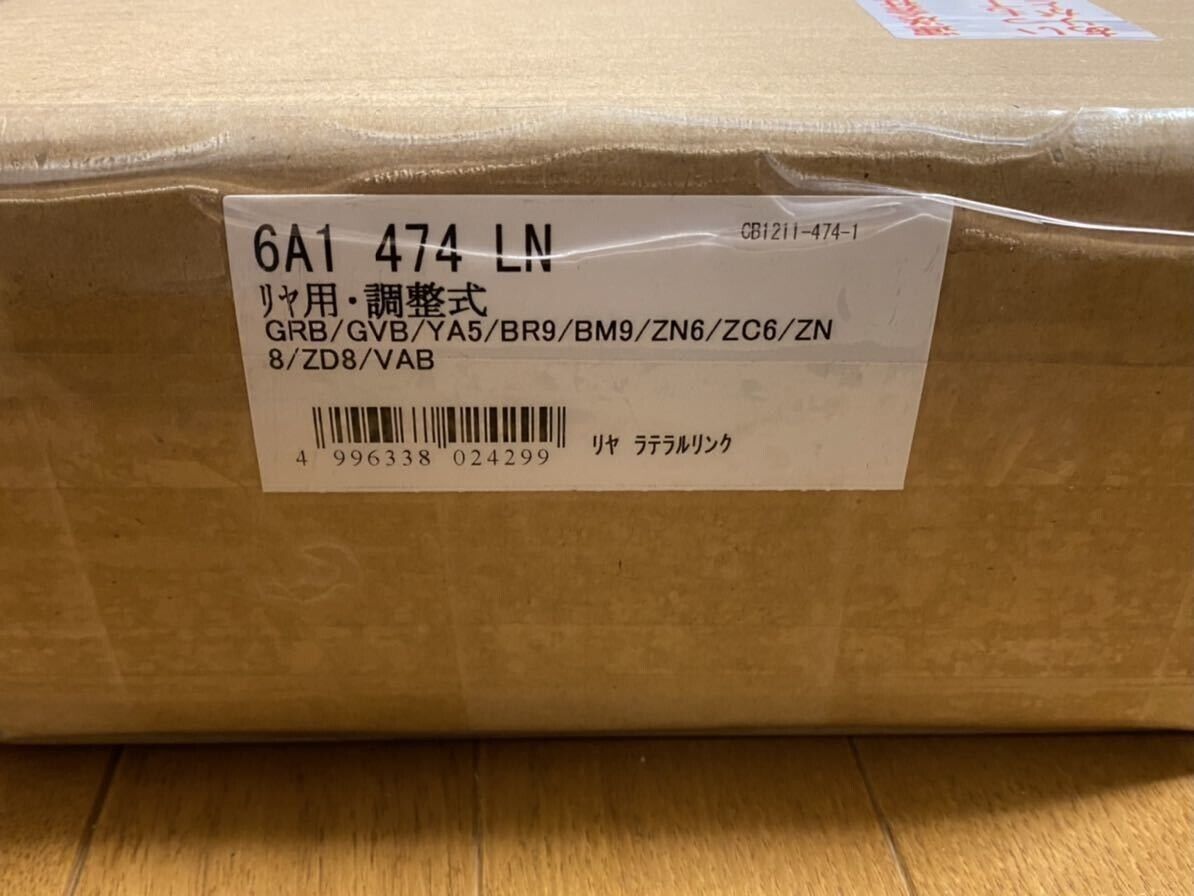 6A1 474 LN
CB1211-474-1
ﾘﾔ用・調整式
GRB/GVB/YA5/BR9/BM9/ZN6/ZC6/ZN
8/ZD8/VAB
4 996338 024299
ﾘﾔ ﾗﾃﾗﾙﾘﾝｸ